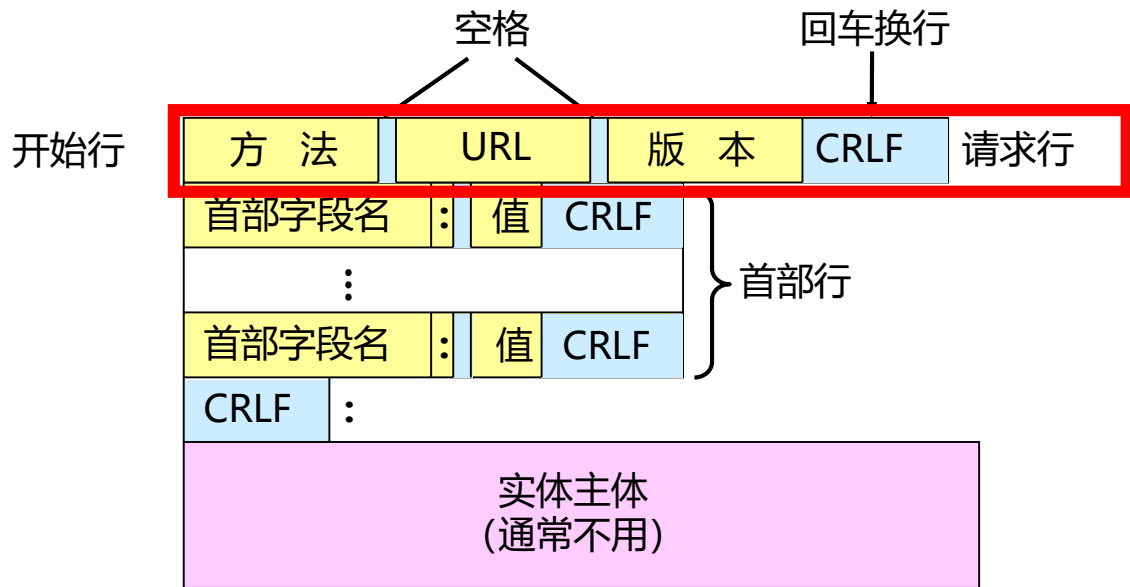 空格 回车换行
开始行 方 法 URL 版 本 CRLF 请求行
首部字段名 : 值 CRLF
⋮ 首部行
首部字段名 : 值 CRLF
CRLF :
实体主体
(通常不用)